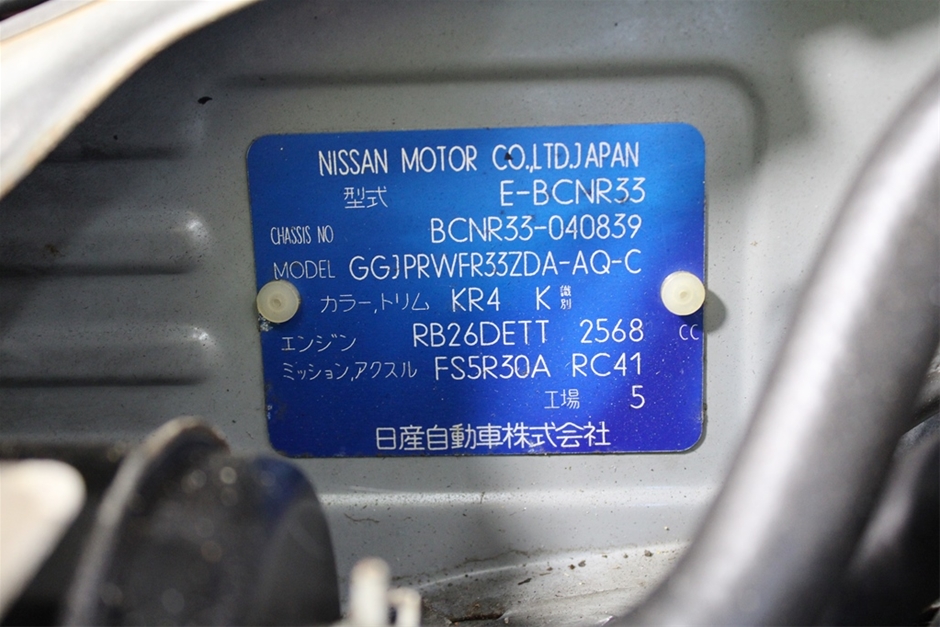 NISSAN MOTOR CO.,LTD.JAPAN
型式 E-BCNR33
CHASSIS NO BCNR33-040839
MODEL GGJPRWFR33ZDA-AQ-C
カラー,トリム KR4 K 識別
エンジン RB26DETT 2568 CC
ミッション,アクスル FS5R30A RC41
工場 5
日産自動車株式会社